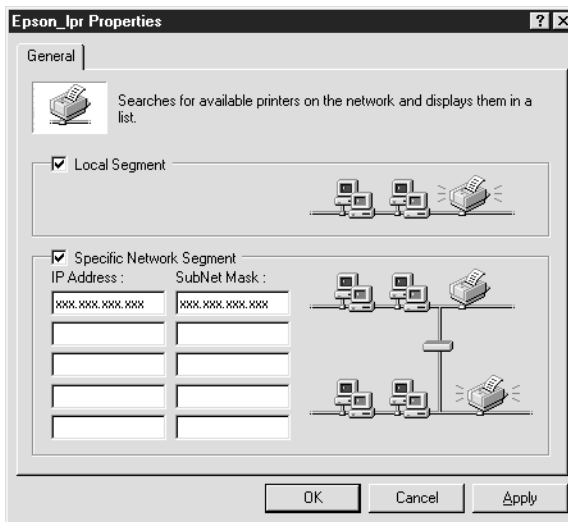 Epson_lpr Properties
General
Searches for available printers on the network and displays them in a
list.
Local Segment
Specific Network Segment
IP Address : SubNet Mask :
xxx.xxx.xxx.xxx xxx.xxx.xxx.xxx
OK Cancel Apply